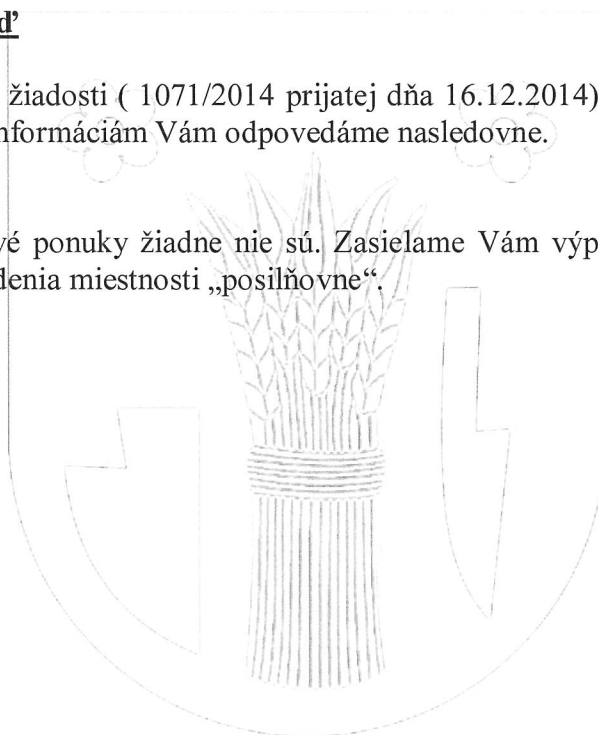 ď
žiadosti ( 1071/2014 prijatej dňa 16.12.2014)
nformáciám Vám odpovedáme nasledovne.
vé ponuky žiadne nie sú. Zasielame Vám výp
denia miestnosti „posilňovne“.